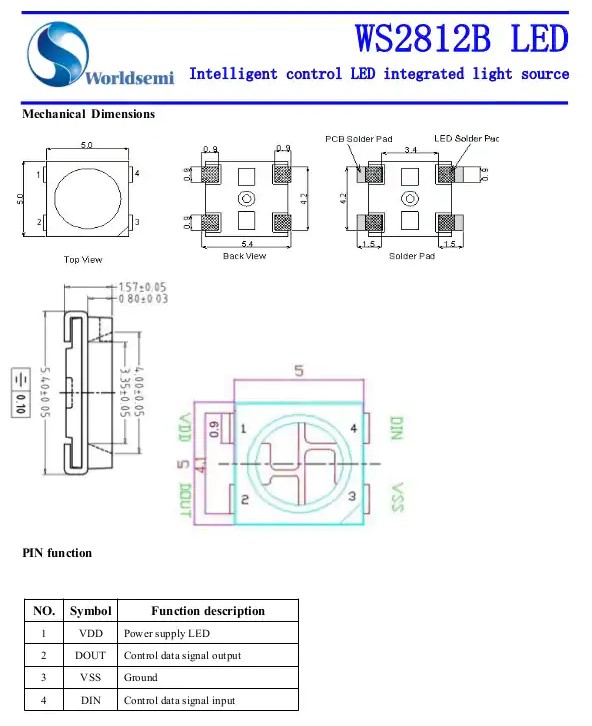 WS2812B LED
Worldsemi
Intelligent control LED integrated light source
Mechanical Dimensions
5.0
5.0
1
4
2
3
Top View
0.9
0.9
0.9
0.9
4.2
5.4
Back View
PCB Solder Pad
LED Solder Pad
3.4
0.9
4.2
1.5
1.5
Solder Pad
1.57±0.05
0.80±0.03
5.40±0.05
3.35±0.05
4.00±0.05
0.10
5
5
4.1
0.9
VDD
DOUT
DIN
VSS
1
4
2
3
PIN function
NO. Symbol Function description
1 VDD Power supply LED
2 DOUT Control data signal output
3 VSS Ground
4 DIN Control data signal input